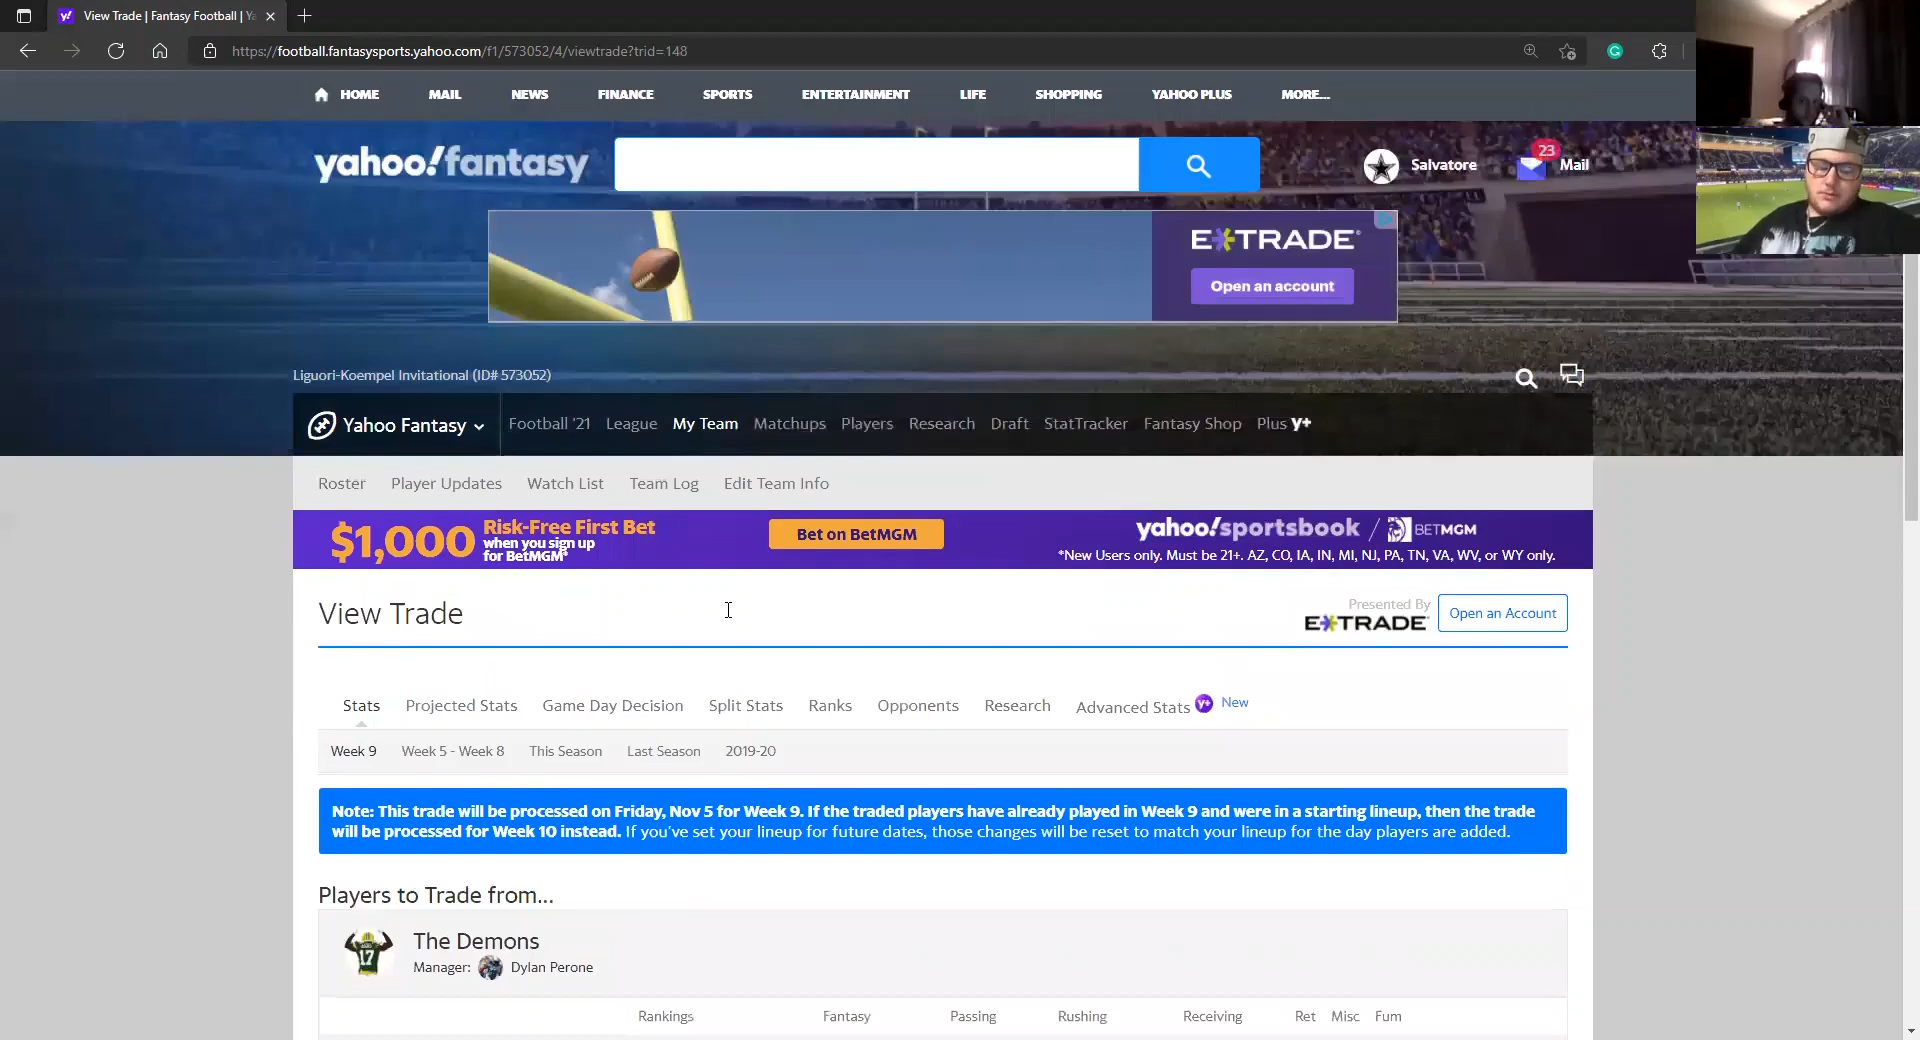 View Trade | Fantasy Football | Ya
https://football.fantasysports.yahoo.com/f1/573052/4/viewtrade?trid=148
HOME MAIL NEWS FINANCE SPORTS ENTERTAINMENT LIFE SHOPPING YAHOO PLUS MORE...
yahoo!fantasy
Salvatore
23
Mail
E*TRADE
Open an account
Liguori-Koempel Invitational (ID# 573052)
Yahoo Fantasy Football '21 League My Team Matchups Players Research Draft StatTracker Fantasy Shop Plus y+
Roster Player Updates Watch List Team Log Edit Team Info
$1,000 Risk-Free First Bet
when you sign up
for BetMGM*
Bet on BetMGM
yahoo!sportsbook / BETMGM
*New Users only. Must be 21+. AZ, CO, IA, IN, MI, NJ, PA, TN, VA, WV, or WY only.
View Trade
Presented By
E*TRADE
Open an Account
Stats Projected Stats Game Day Decision Split Stats Ranks Opponents Research Advanced Stats y+ New
Week 9 Week 5 - Week 8 This Season Last Season 2019-20
Note: This trade will be processed on Friday, Nov 5 for Week 9. If the traded players have already played in Week 9 and were in a starting lineup, then the trade
will be processed for Week 10 instead. If you've set your lineup for future dates, those changes will be reset to match your lineup for the day players are added.
Players to Trade from...
17
The Demons
Manager: Dylan Perone
Rankings Fantasy Passing Rushing Receiving Ret Misc Fum